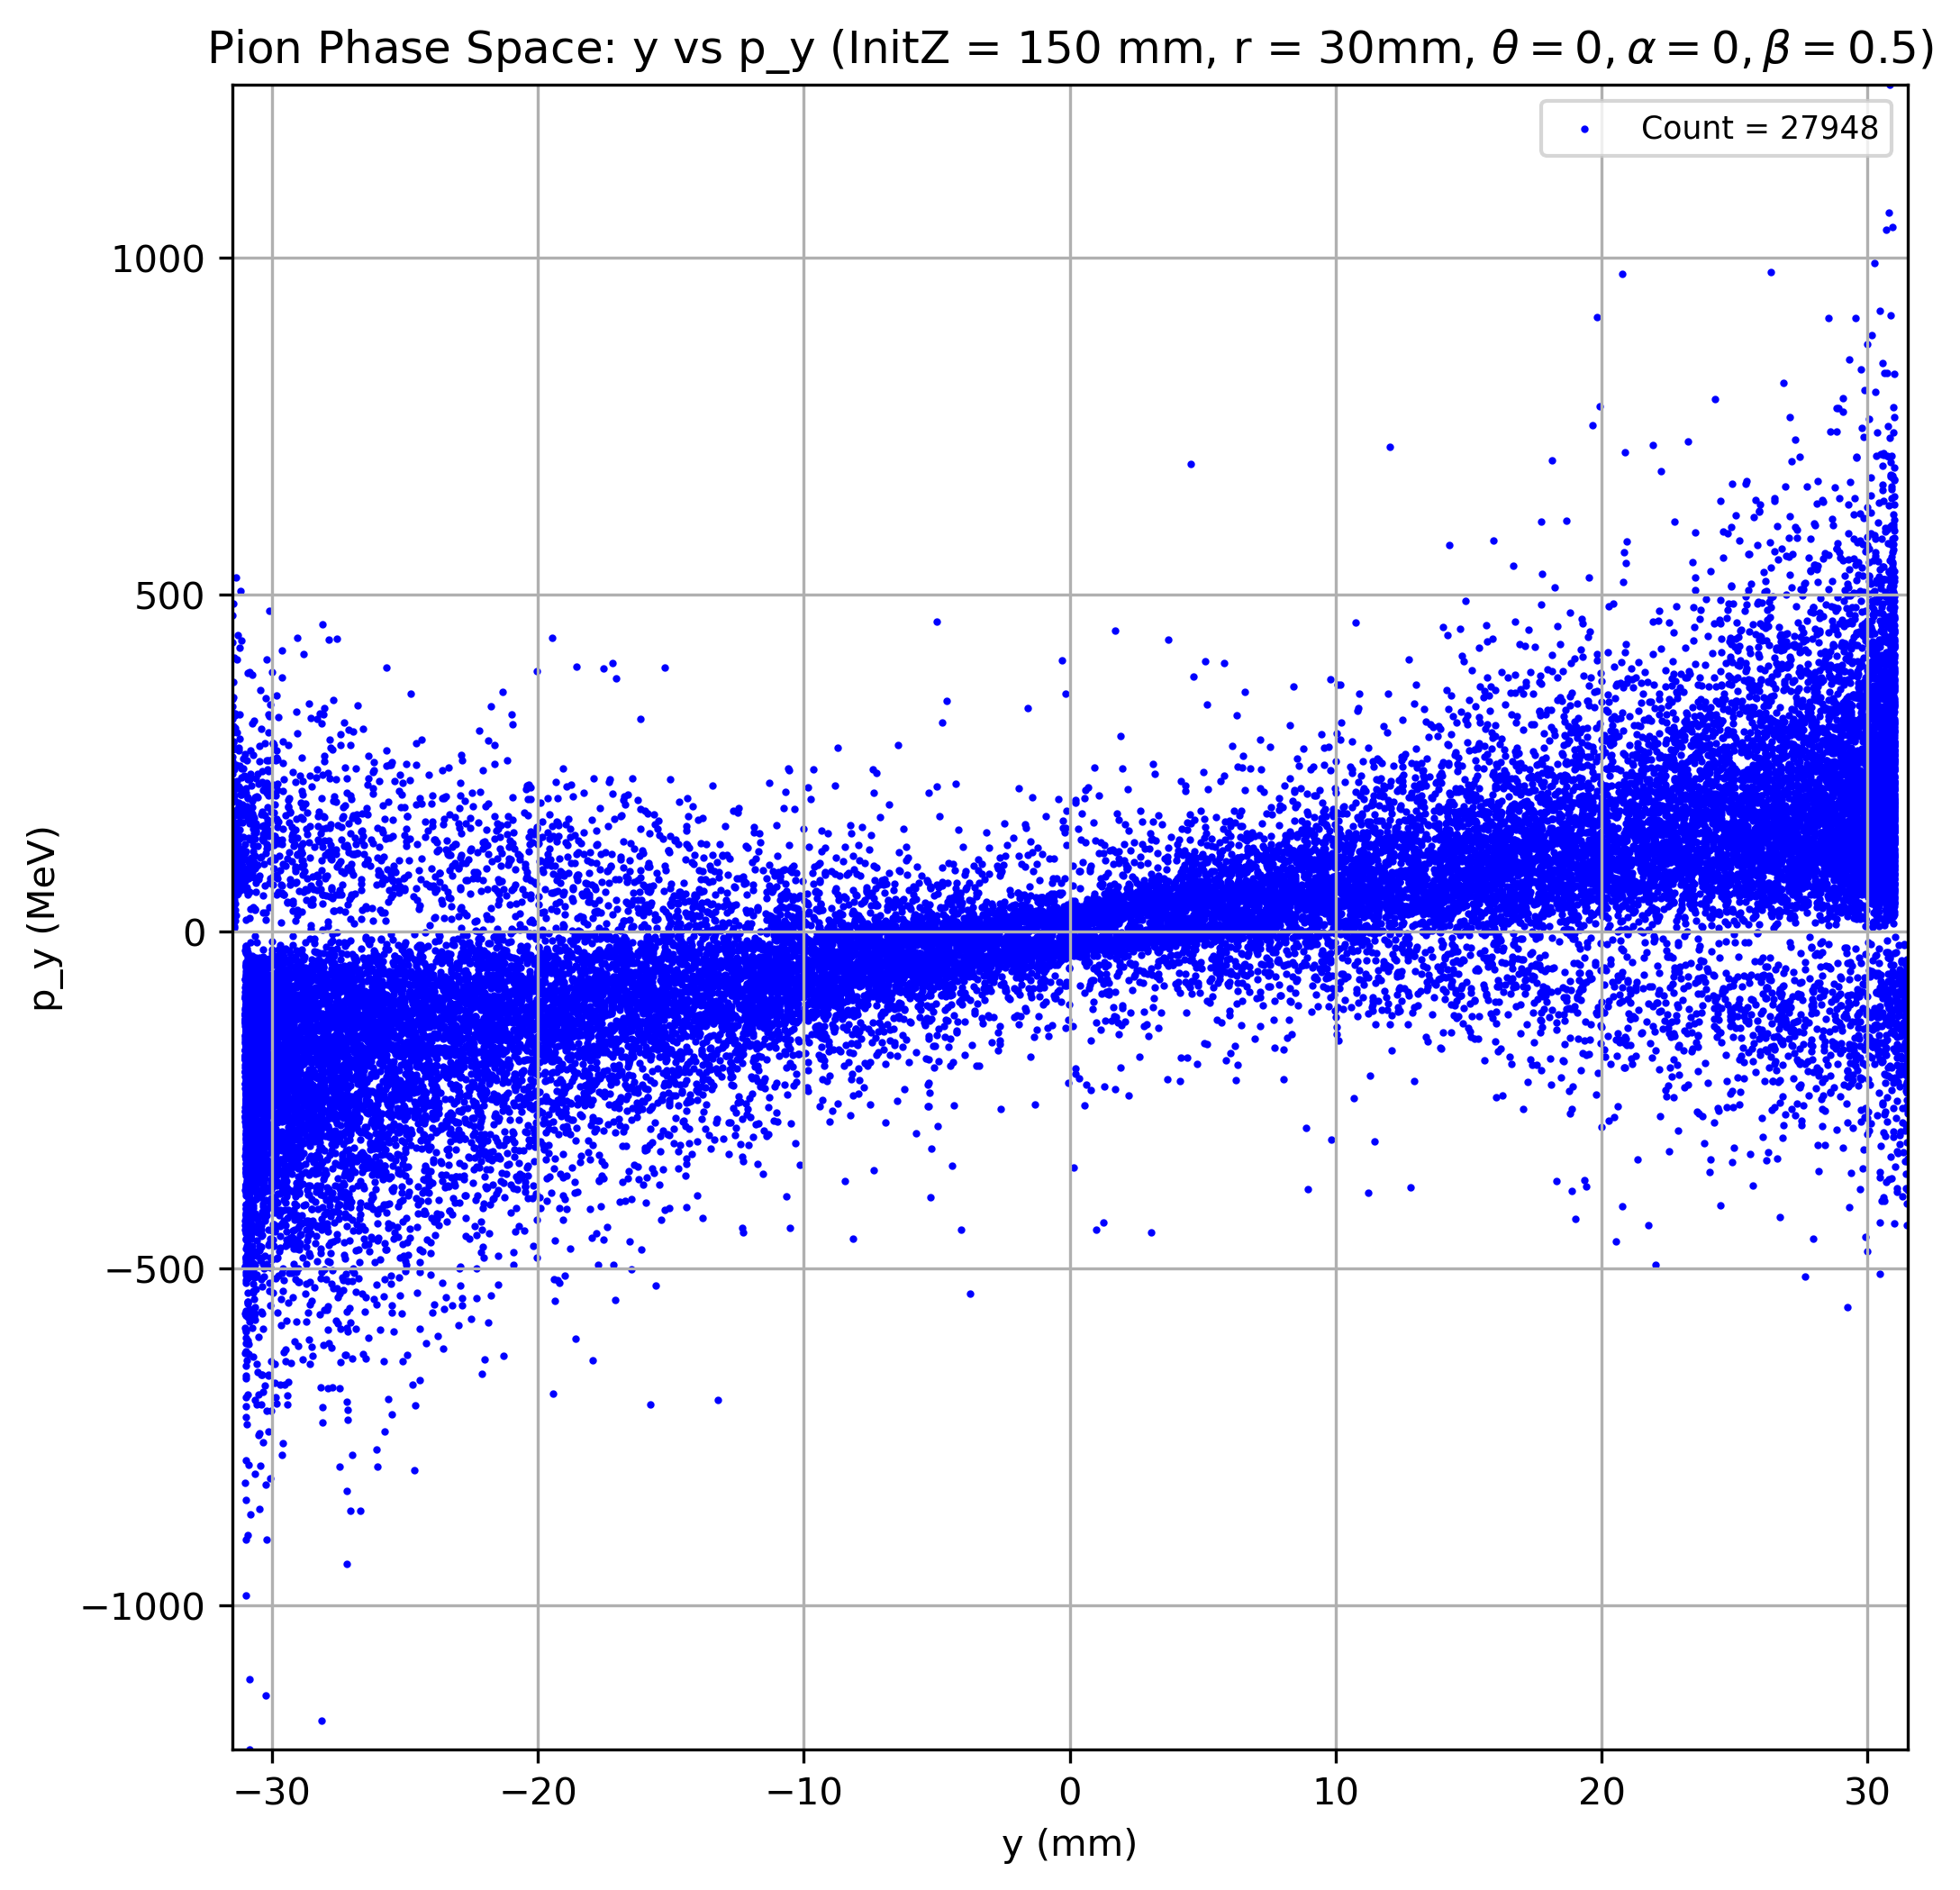 Pion Phase Space: y vs p_y (InitZ = 150 mm, r = 30mm, θ = 0, α = 0, β = 0.5)
Count = 27948
1000
500
0
−500
−1000
p_y (MeV)
−30 −20 −10 0 10 20 30
y (mm)